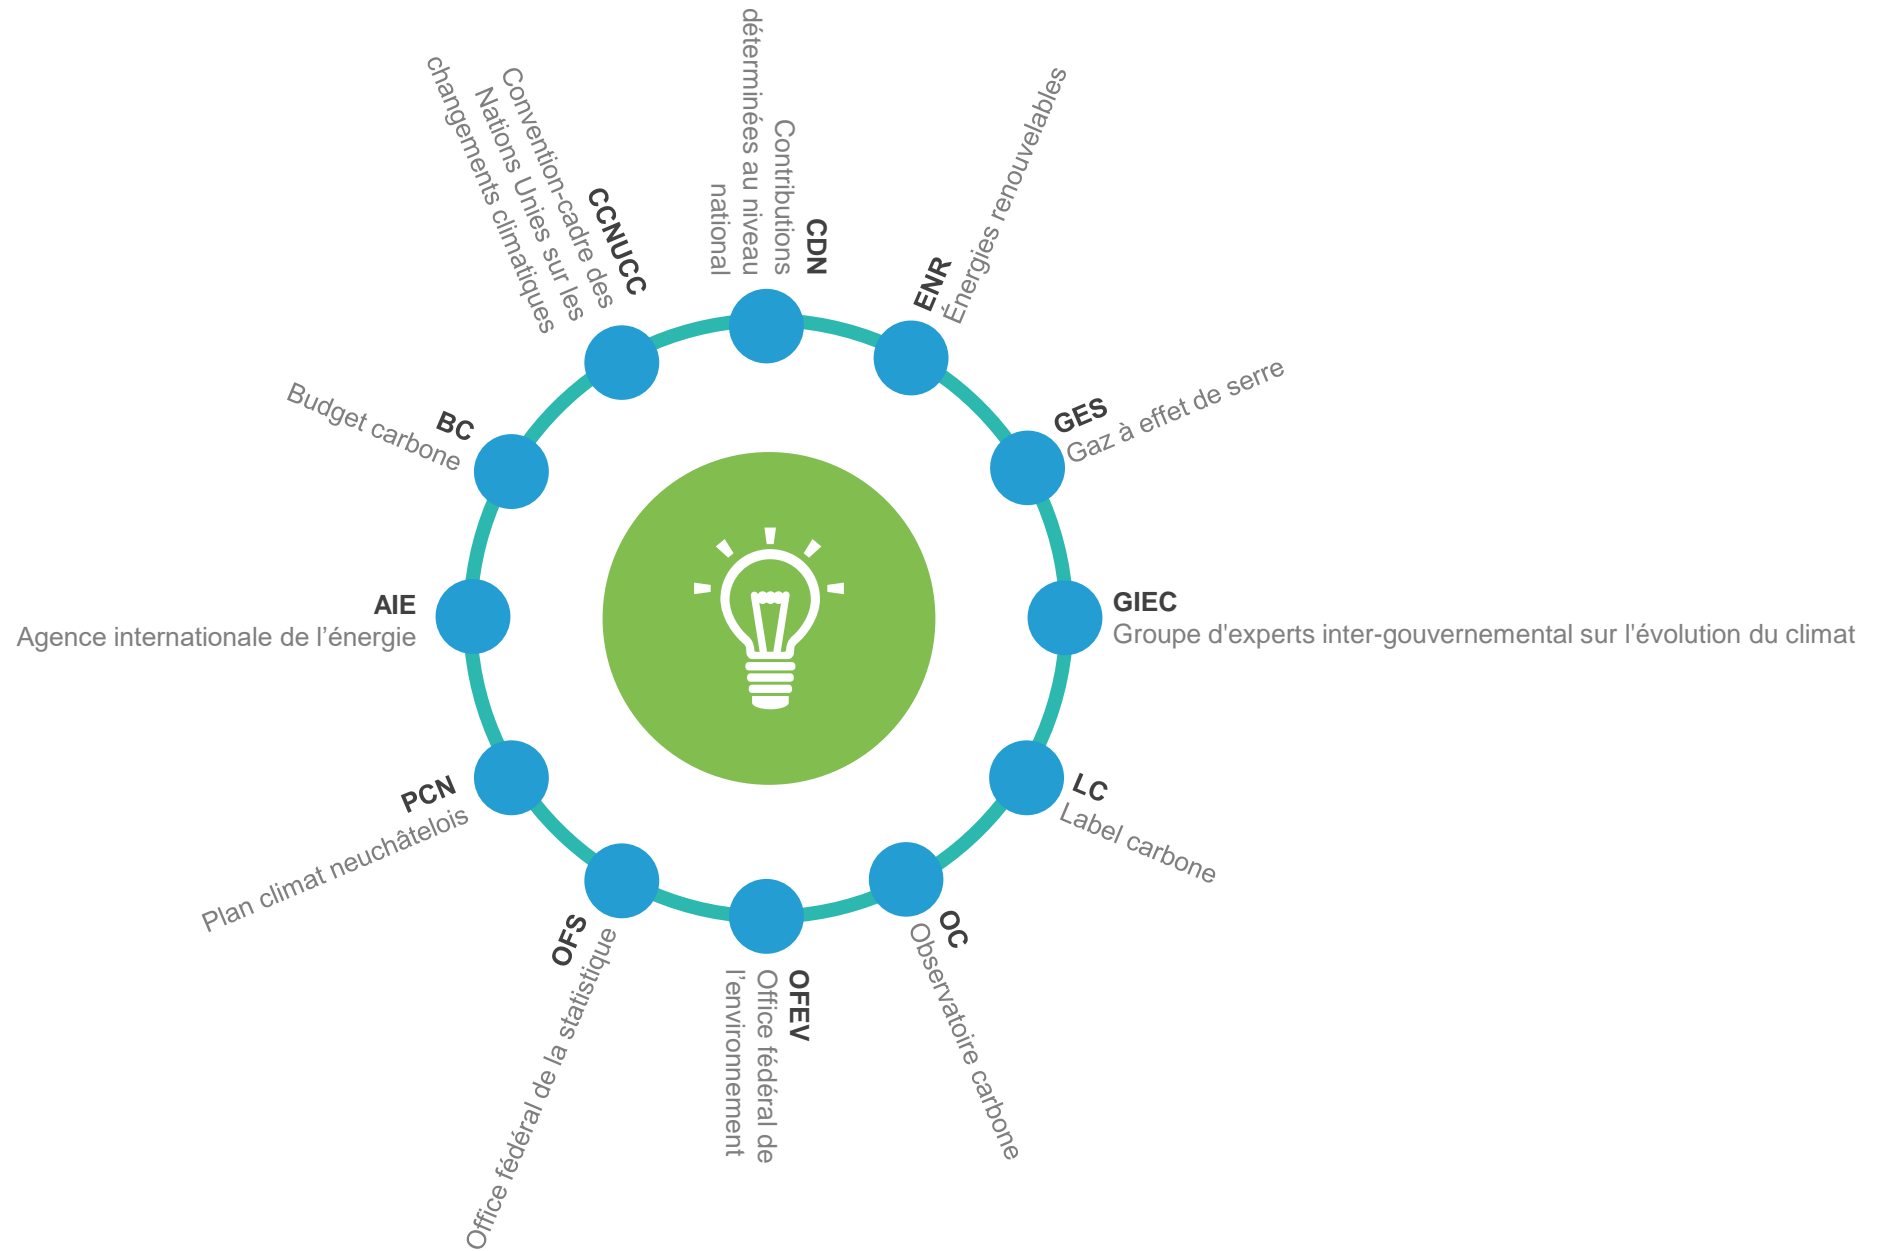 CDN
Contributions
déterminées au niveau
national
ENR
Énergies renouvelables
GES
Gaz à effet de serre
GIEC
Groupe d'experts inter-gouvernemental sur l'évolution du climat
LC
Label carbone
OC
Observatoire carbone
OFEV
Office fédéral de
l'environnement
OFS
Office fédéral de la statistique
PCN
Plan climat neuchâtelois
AIE
Agence internationale de l’énergie
BC
Budget carbone
CCNUCC
Convention-cadre des
Nations Unies sur les
changements climatiques